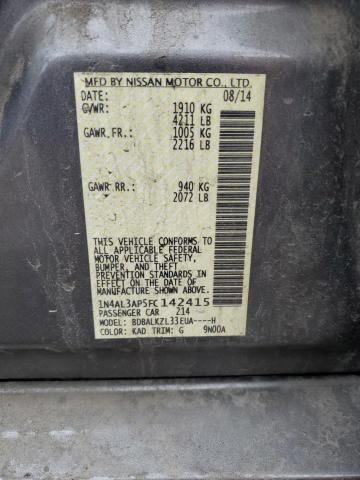 MFD BY NISSAN MOTOR CO., LTD.
DATE: 08/14
GVWR: 1910 KG
4211 LB
GAWR, FR.: 1005 KG
2216 LB
GAWR RR.: 940 KG
2072 LB
THIS VEHICLE CONFORMS TO
ALL APPLICABLE FEDERAL
MOTOR VEHICLE SAFETY,
BUMPER, AND THEFT
PREVENTION STANDARDS
IN EFFECT ON THE DATE OF
MANUFACTURE SHOWN ABOVE.
1N4AL3AP5FC142415
PASSENGER CAR 214
MODEL: BDBALKZL33EUA----H
COLOR: KAD TRIM: G 9N00A